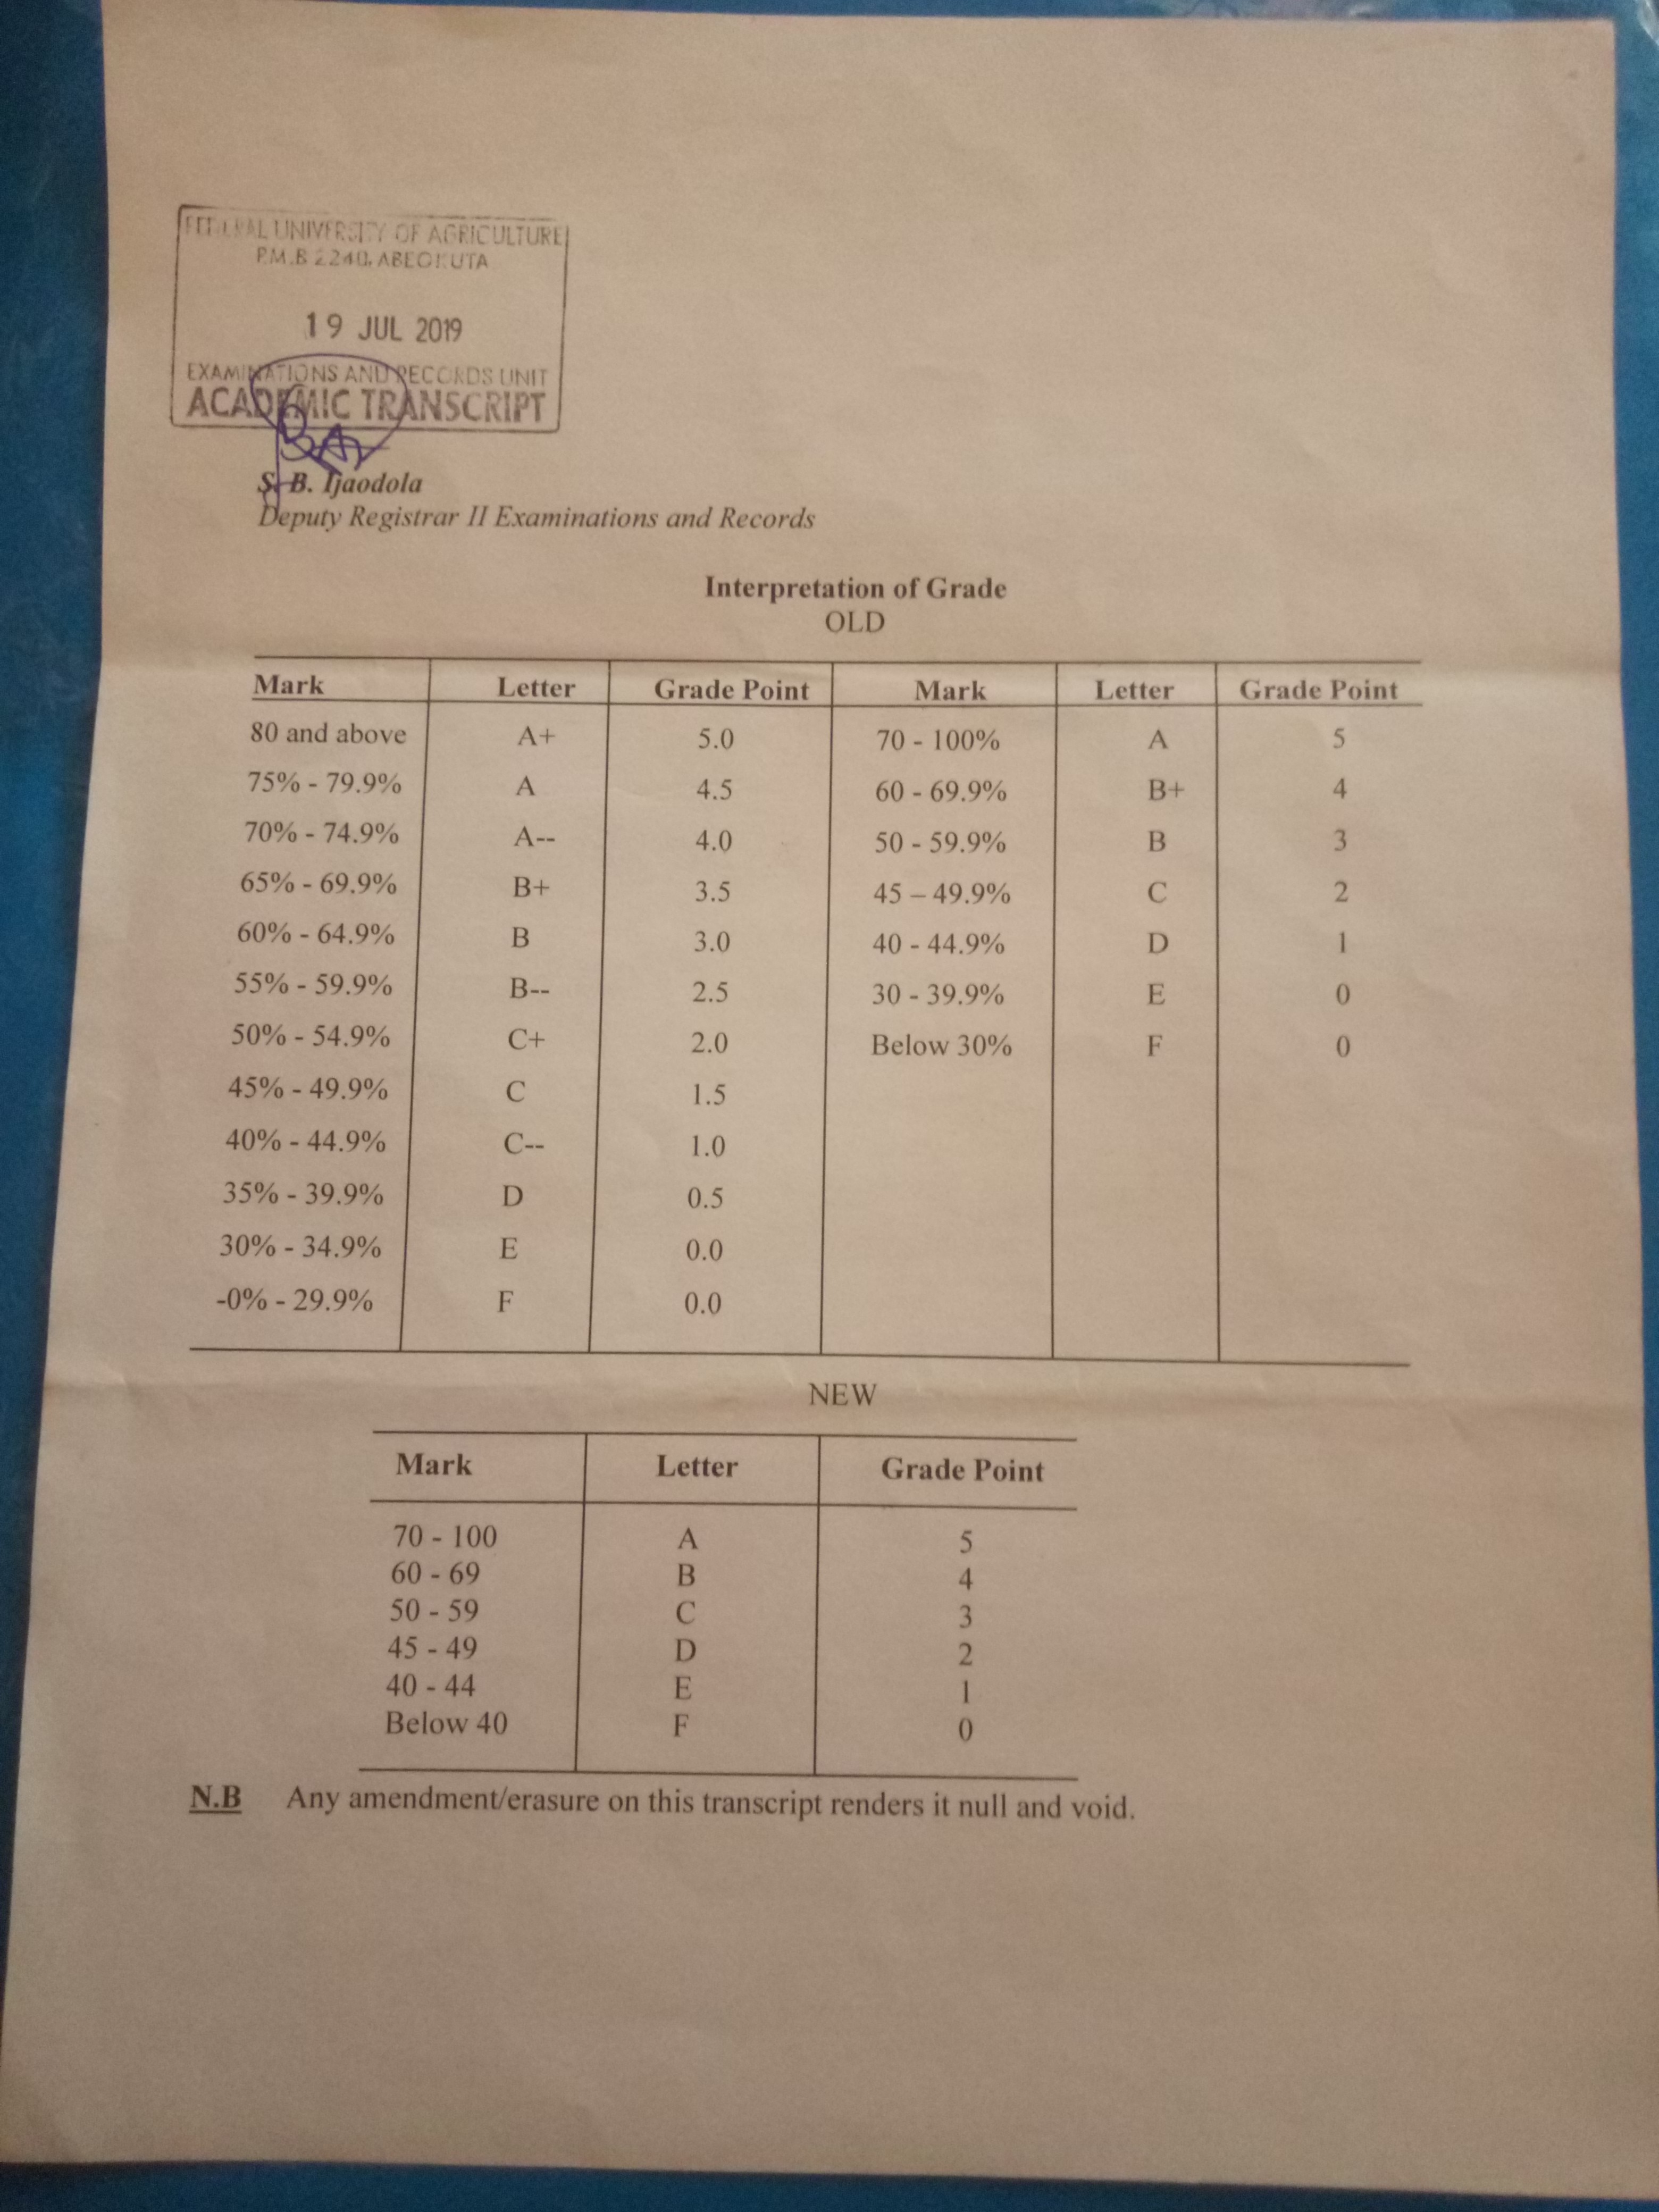 FEDERAL UNIVERSITY OF AGRICULTURE
P.M.B 2240, ABEOKUTA
19 JUL 2019
EXAMINATIONS AND RECORDS UNIT
ACADEMIC TRANSCRIPT
S. B. Ijaodola
Deputy Registrar II Examinations and Records
Interpretation of Grade
OLD
Mark Letter Grade Point Mark Letter Grade Point
80 and above A+ 5.0 70 - 100% A 5
75% - 79.9% A 4.5 60 - 69.9% B+ 4
70% - 74.9% A-- 4.0 50 - 59.9% B 3
65% - 69.9% B+ 3.5 45 – 49.9% C 2
60% - 64.9% B 3.0 40 - 44.9% D 1
55% - 59.9% B-- 2.5 30 - 39.9% E 0
50% - 54.9% C+ 2.0 Below 30% F 0
45% - 49.9% C 1.5
40% - 44.9% C-- 1.0
35% - 39.9% D 0.5
30% - 34.9% E 0.0
-0% - 29.9% F 0.0
NEW
Mark Letter Grade Point
70 - 100 A 5
60 - 69 B 4
50 - 59 C 3
45 - 49 D 2
40 - 44 E 1
Below 40 F 0
N.B Any amendment/erasure on this transcript renders it null and void.